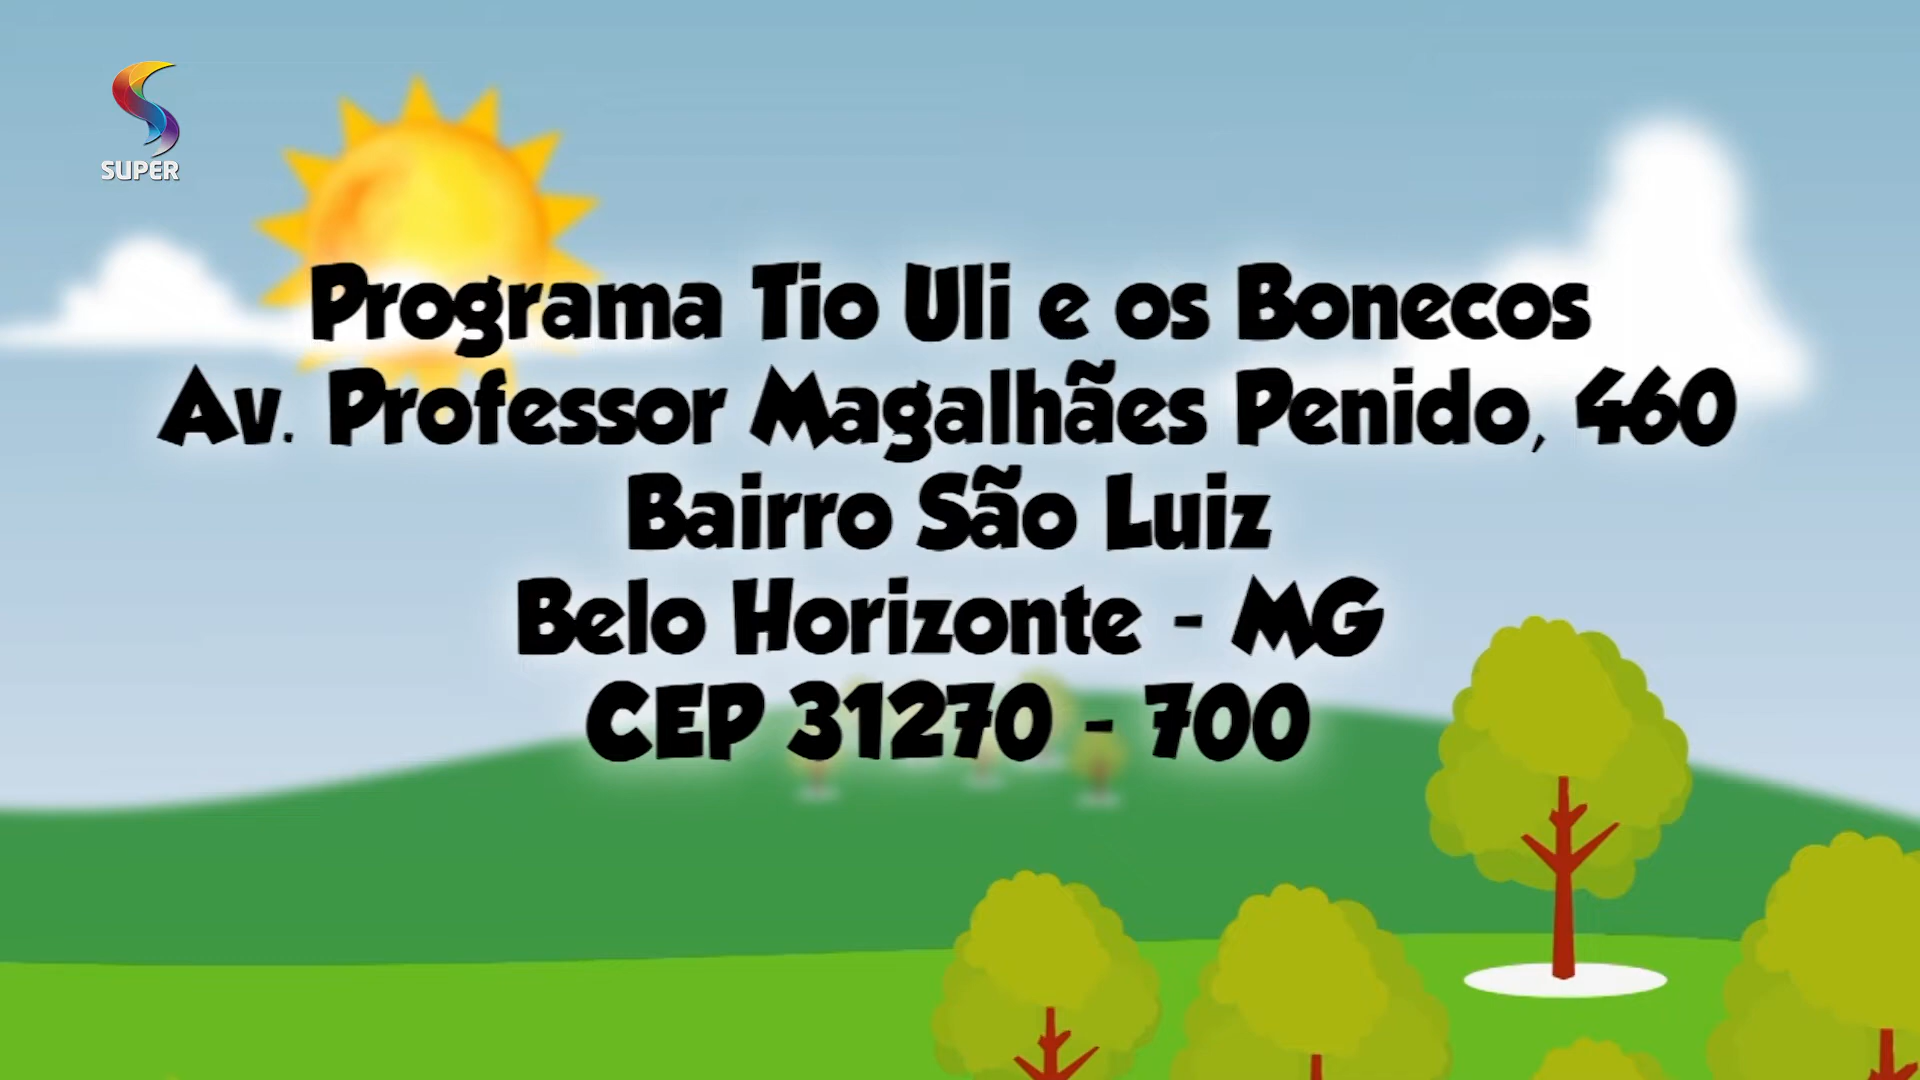 SUPER
Programa Tio Uli e os Bonecos
Av. Professor Magalhães Penido, 460
Bairro São Luiz
Belo Horizonte - MG
CEP 31270 - 700